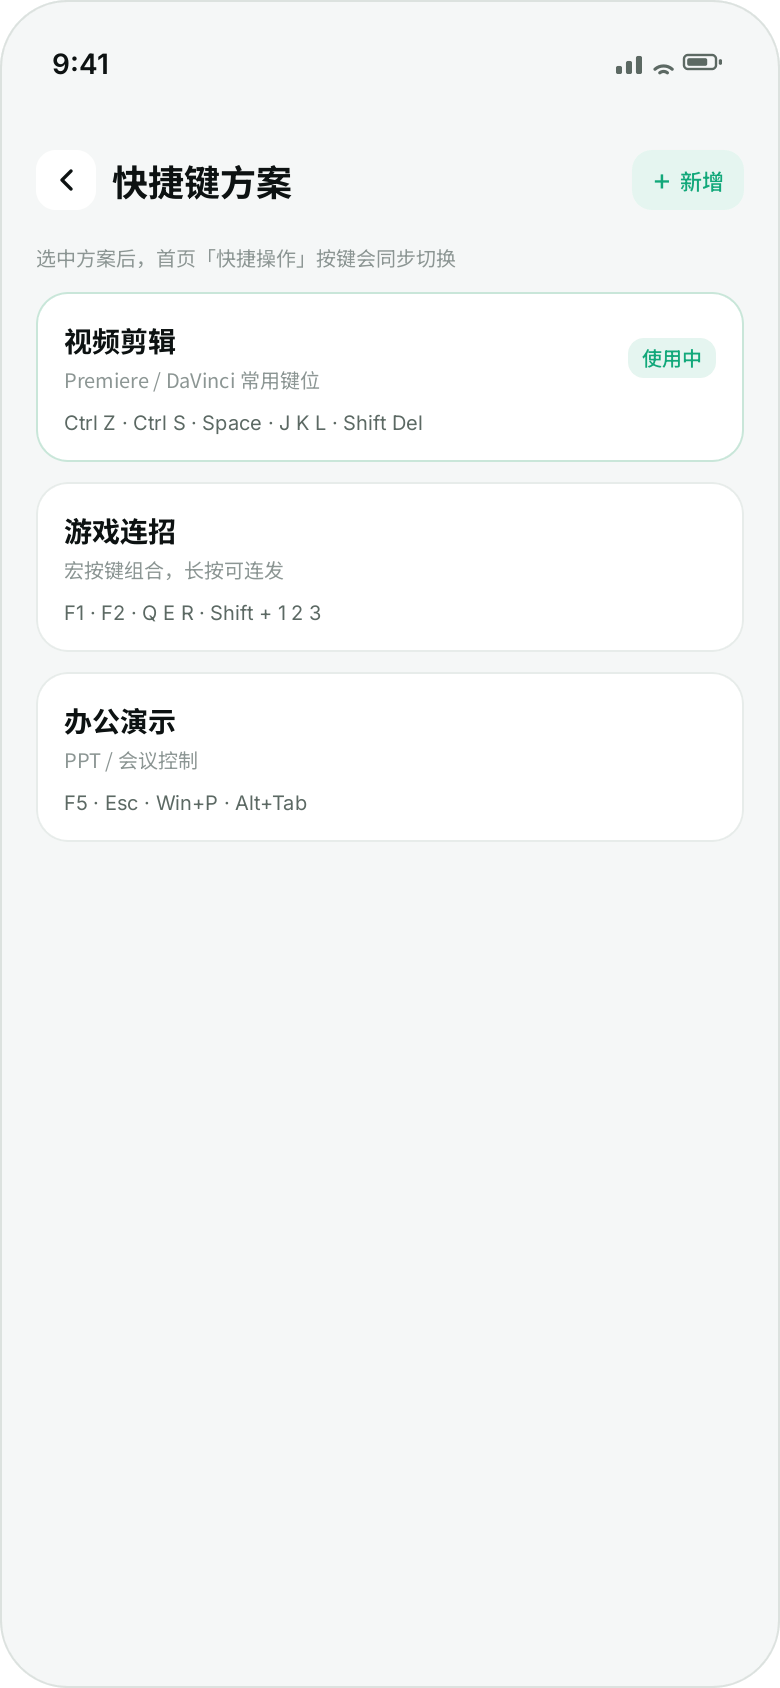 9:41
快捷键方案
+ 新增
选中方案后，首页「快捷操作」按键会同步切换
视频剪辑
使用中
Premiere / DaVinci 常用键位
Ctrl Z · Ctrl S · Space · J K L · Shift Del
游戏连招
宏按键组合，长按可连发
F1 · F2 · Q E R · Shift + 1 2 3
办公演示
PPT / 会议控制
F5 · Esc · Win+P · Alt+Tab